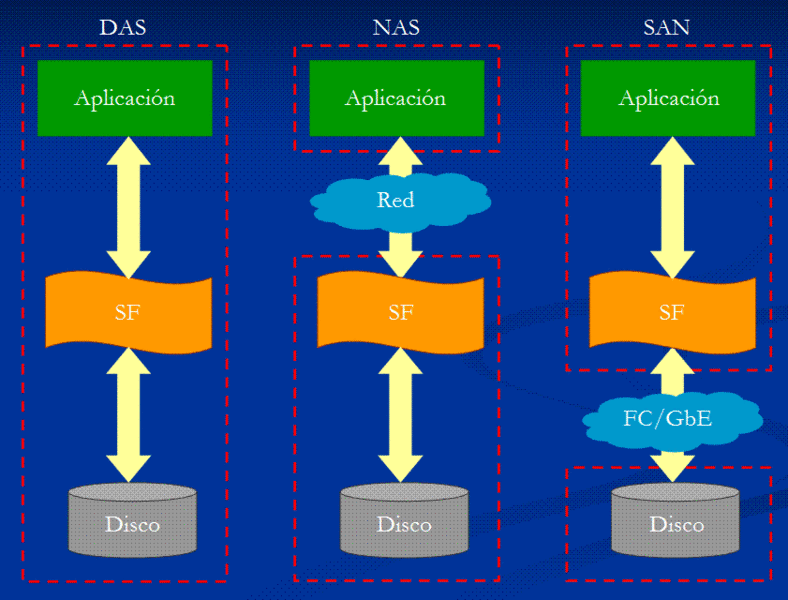 DAS
NAS
SAN
Aplicación
Aplicación
Aplicación
Red
SF
SF
SF
FC/GbE
Disco
Disco
Disco